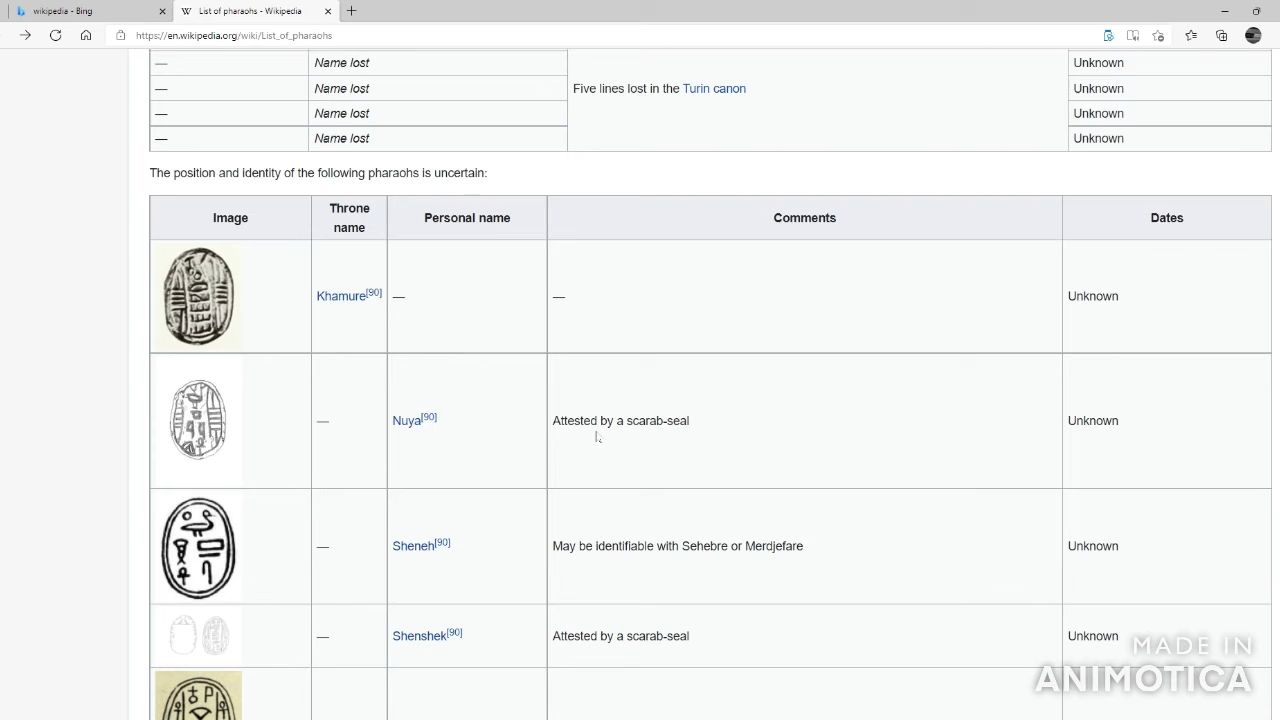 wikipedia - Bing
List of pharaohs - Wikipedia
https://en.wikipedia.org/wiki/List_of_pharaohs
— Name lost Unknown
— Name lost Five lines lost in the Turin canon Unknown
— Name lost Unknown
— Name lost Unknown
The position and identity of the following pharaohs is uncertain:
Image Throne name Personal name Comments Dates
Khamure[90] — — Unknown
— Nuya[90] Attested by a scarab-seal Unknown
— Sheneh[90] May be identifiable with Sehebre or Merdjefare Unknown
— Shenshek[90] Attested by a scarab-seal Unknown
MADE IN
ANIMOTICA